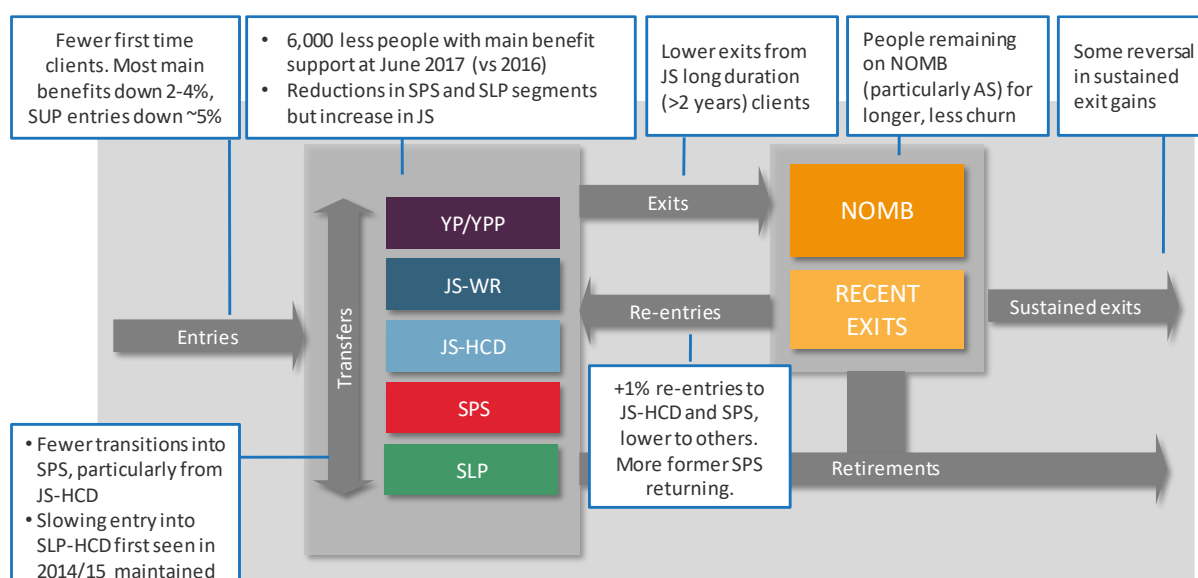 Fewer first time
clients. Most main
benefits down 2-4%,
SUP entries down ~5%
• 6,000 less people with main benefit
support at June 2017 (vs 2016)
• Reductions in SPS and SLP segments
but increase in JS
Lower exits from
JS long duration
(>2 years) clients
People remaining
on NOMB
(particularly AS) for
longer, less churn
Some reversal
in sustained
exit gains
Entries
Transfers
YP/YPP
JS-WR
JS-HCD
SPS
SLP
Exits
Re-entries
NOMB
RECENT
EXITS
Sustained exits
Retirements
+1% re-entries to
JS-HCD and SPS,
lower to others.
More former SPS
returning.
• Fewer transitions into
SPS, particularly from
JS-HCD
• Slowing entry into
SLP-HCD first seen in
2014/15 maintained